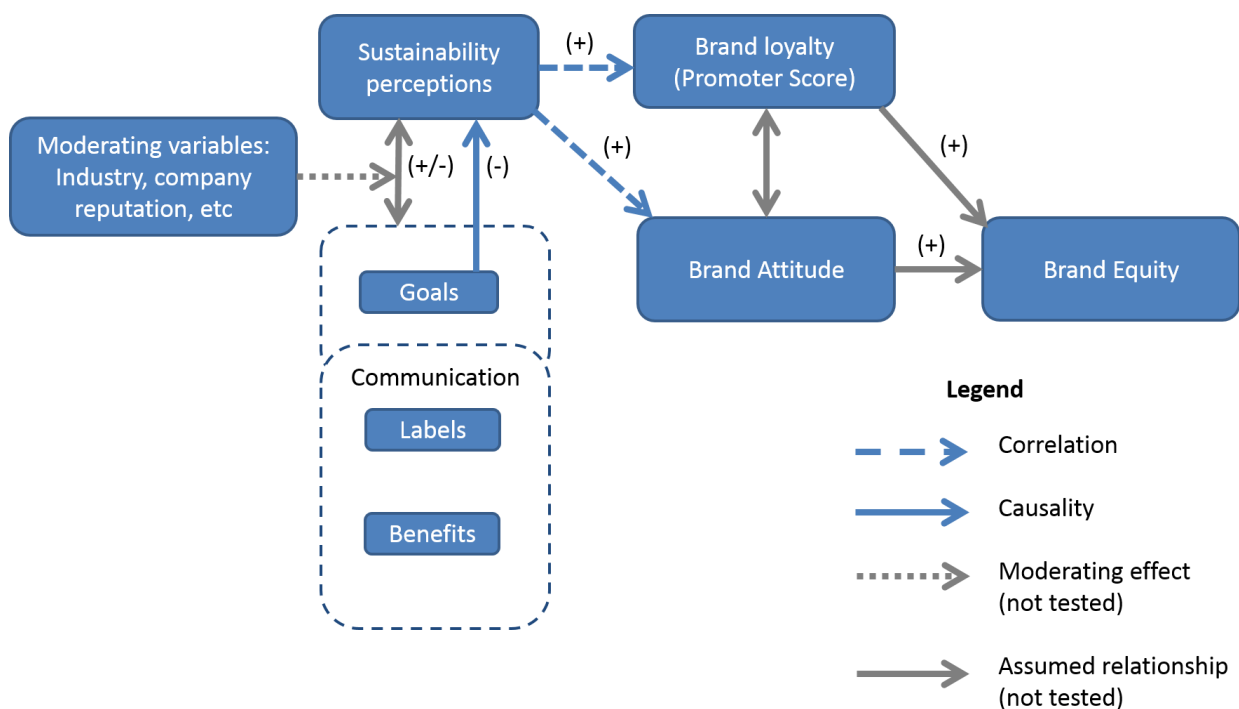 Sustainability
perceptions
(+)
Brand loyalty
(Promoter Score)
Moderating variables:
Industry, company
reputation, etc
(+/-)
(-)
(+)
(+)
Goals
Brand Attitude
(+)
Brand Equity
Communication
Labels
Benefits
Legend
Correlation
Causality
Moderating effect
(not tested)
Assumed relationship
(not tested)